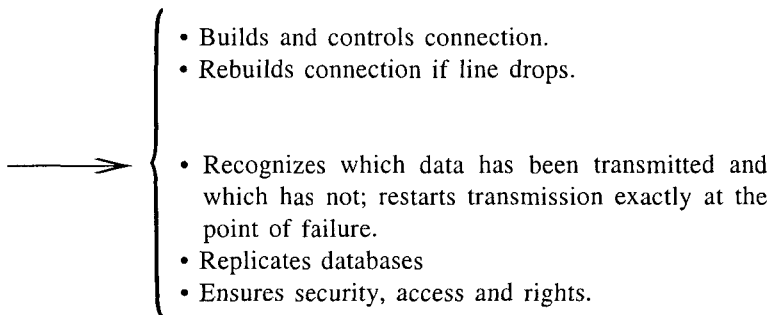 • Builds and controls connection.
• Rebuilds connection if line drops.
• Recognizes which data has been transmitted and
which has not; restarts transmission exactly at the
point of failure.
• Replicates databases
• Ensures security, access and rights.